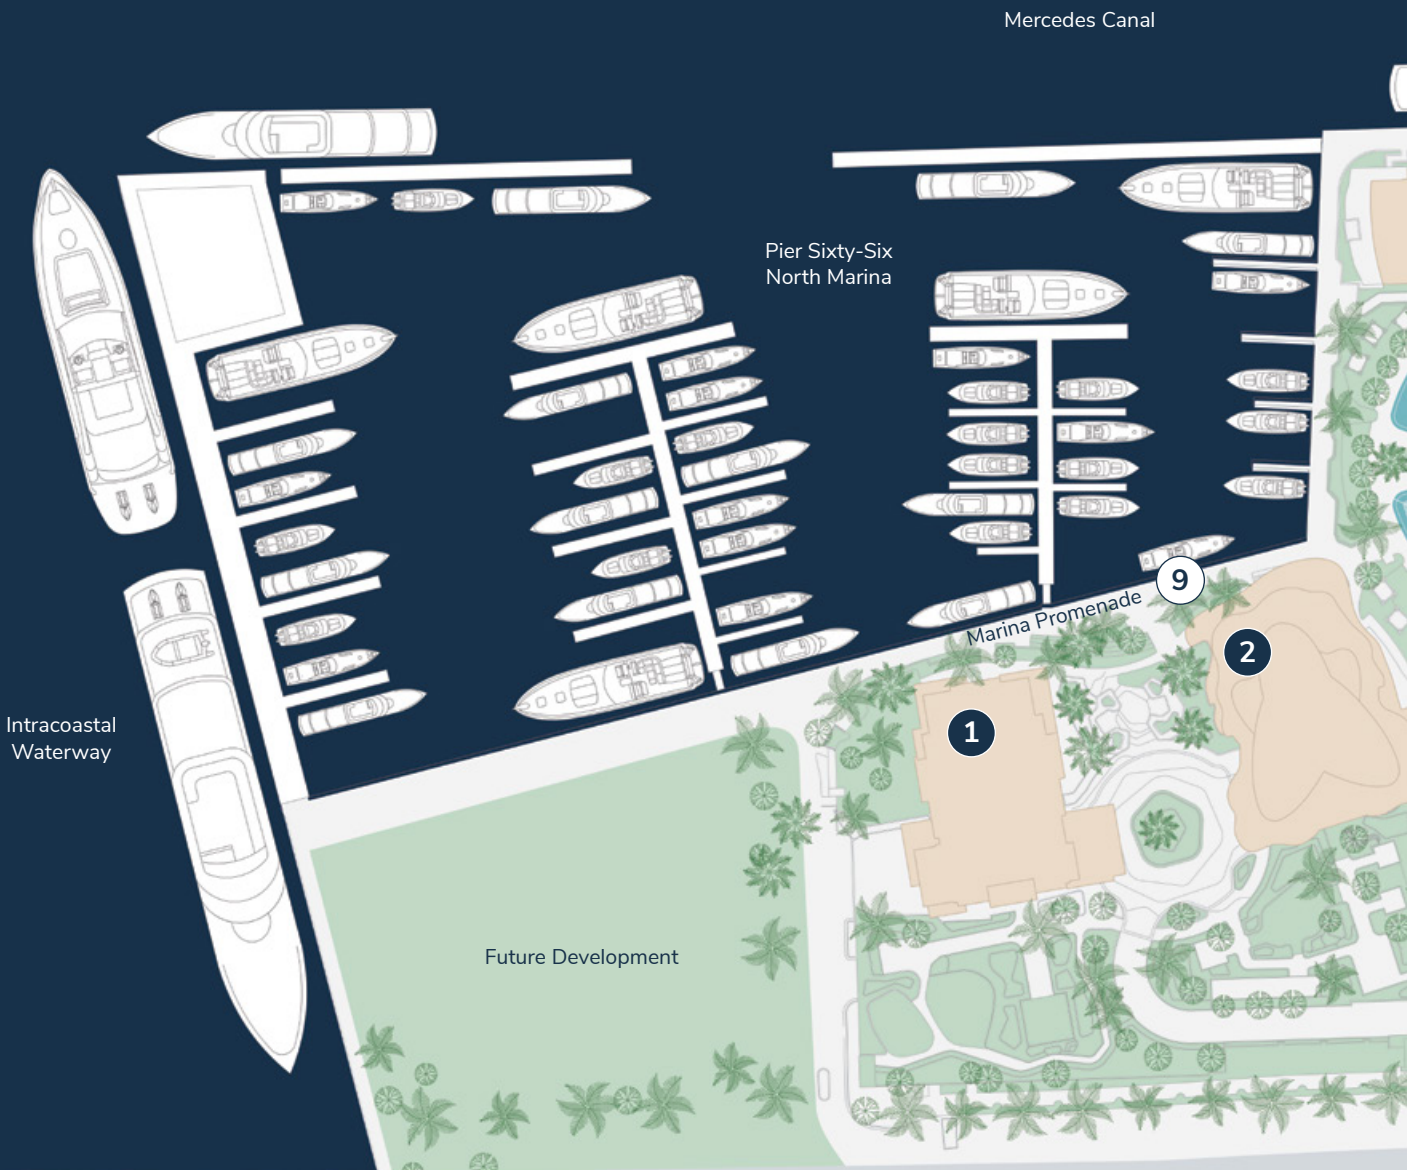 Mercedes Canal
Pier Sixty-Six
North Marina
9
Marina Promenade
2
1
Intracoastal
Waterway
Future Development